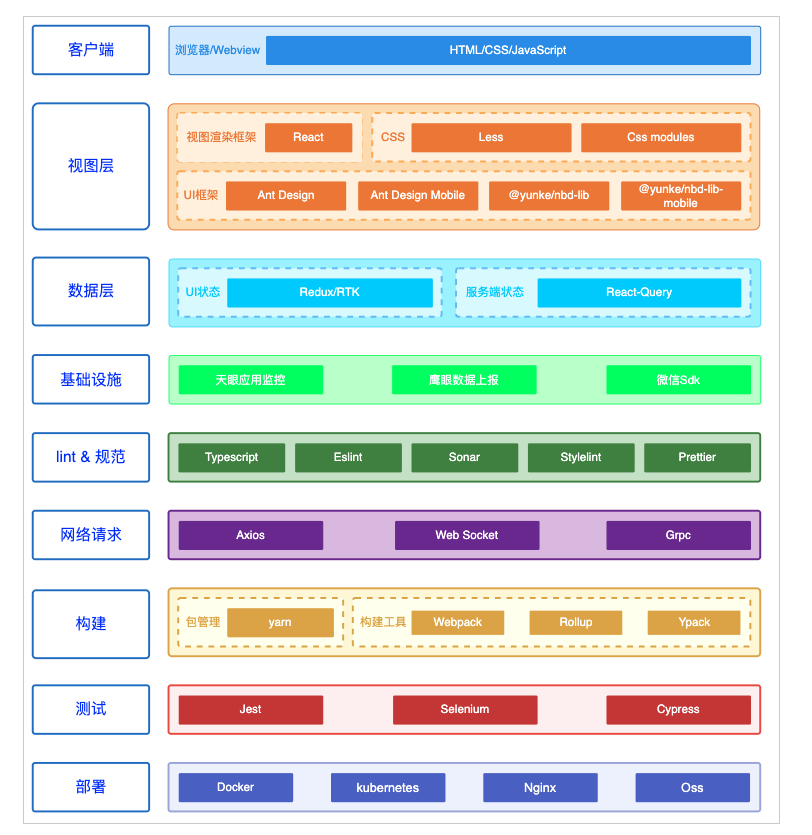 客户端
浏览器/Webview
HTML/CSS/JavaScript
视图层
视图渲染框架
React
CSS
Less
Css modules
UI框架
Ant Design
Ant Design Mobile
@yunke/nbd-lib
@yunke/nbd-lib-
mobile
数据层
UI状态
Redux/RTK
服务端状态
React-Query
基础设施
天眼应用监控
鹰眼数据上报
微信Sdk
lint & 规范
Typescript
Eslint
Sonar
Stylelint
Prettier
网络请求
Axios
Web Socket
Grpc
构建
包管理
yarn
构建工具
Webpack
Rollup
Ypack
测试
Jest
Selenium
Cypress
部署
Docker
kubernetes
Nginx
Oss